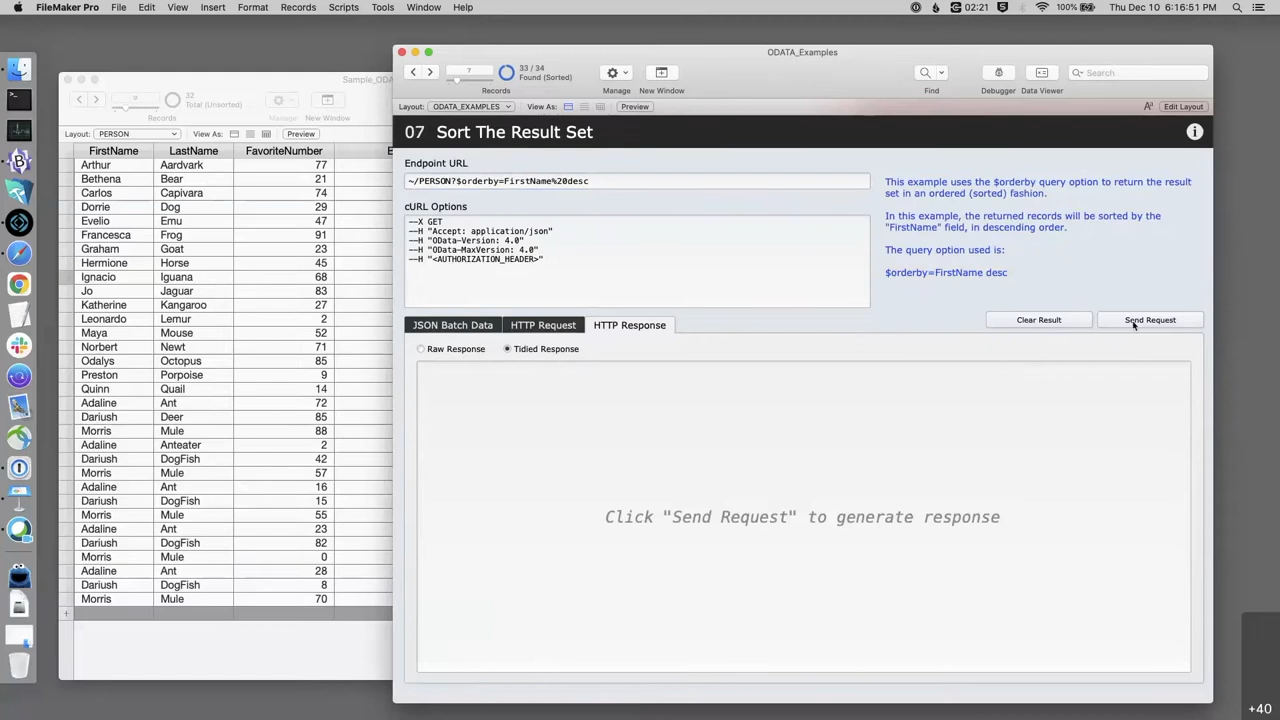 FileMaker Pro File Edit View Insert Format Records Scripts Tools Window Help 02:21 100% Thu Dec 10 6:16:51 PM
Sample_ODA
32
Total (Unsorted)
Records Manage New Window
Layout: PERSON View As: Preview
FirstName LastName FavoriteNumber E
Arthur Aardvark 77
Bethena Bear 21
Carlos Capivara 74
Dorrie Dog 29
Evelio Emu 47
Francesca Frog 91
Graham Goat 23
Hermione Horse 45
Ignacio Iguana 68
Jo Jaguar 83
Katherine Kangaroo 27
Leonardo Lemur 2
Maya Mouse 52
Norbert Newt 71
Odalys Octopus 85
Preston Porpoise 9
Quinn Quail 14
Adaline Ant 72
Dariush Deer 85
Morris Mule 88
Adaline Anteater 2
Dariush DogFish 42
Morris Mule 57
Adaline Ant 16
Dariush DogFish 15
Morris Mule 55
Adaline Ant 23
Dariush DogFish 82
Morris Mule 0
Adaline Ant 28
Dariush DogFish 8
Morris Mule 70
ODATA_Examples
7 33 / 34
Found (Sorted)
Search
Records Manage New Window Find Debugger Data Viewer
Layout: ODATA_EXAMPLES View As: Preview Edit Layout
07 Sort The Result Set
Endpoint URL
~/PERSON?$orderby=FirstName%20desc
cURL Options
--X GET
--H "Accept: application/json"
--H "OData-Version: 4.0"
--H "OData-MaxVersion: 4.0"
--H "<AUTHORIZATION_HEADER>"
This example uses the $orderby query option to return the result
set in an ordered (sorted) fashion.
In this example, the returned records will be sorted by the
"FirstName" field, in descending order.
The query option used is:
$orderby=FirstName desc
Clear Result Send Request
JSON Batch Data HTTP Request HTTP Response
Raw Response Tidied Response
Click "Send Request" to generate response
+40